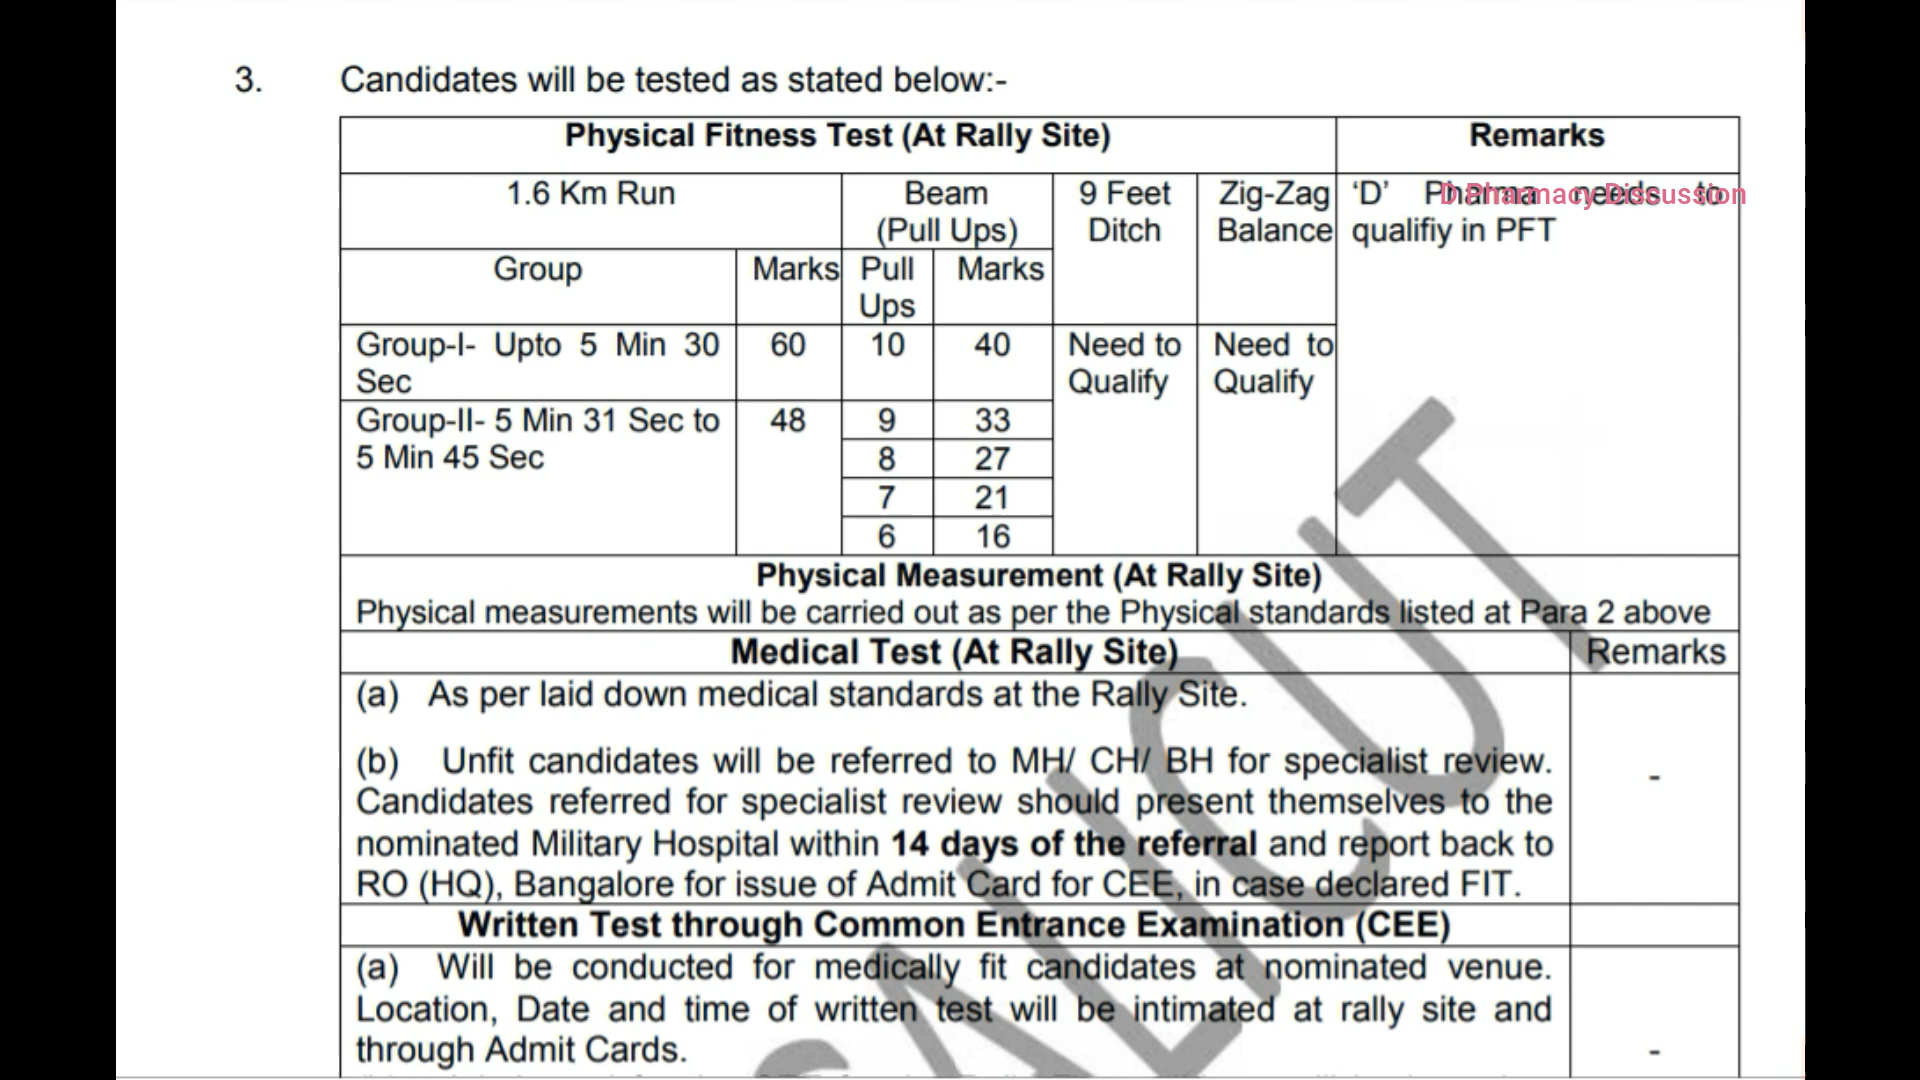 3. Candidates will be tested as stated below:-
Physical Fitness Test (At Rally Site) Remarks
1.6 Km Run Beam (Pull Ups) 9 Feet Ditch Zig-Zag Balance 'D' Pharma needs to qualifiy in PFT
D Pharmacy Discussion
Group Marks Pull Ups Marks
Group-I- Upto 5 Min 30 Sec 60 10 40 Need to Qualify Need to Qualify
Group-II- 5 Min 31 Sec to 5 Min 45 Sec 48 9 33
8 27
7 21
6 16
Physical Measurement (At Rally Site)
Physical measurements will be carried out as per the Physical standards listed at Para 2 above
Medical Test (At Rally Site) Remarks
(a) As per laid down medical standards at the Rally Site.
(b) Unfit candidates will be referred to MH/ CH/ BH for specialist review.
Candidates referred for specialist review should present themselves to the
nominated Military Hospital within 14 days of the referral and report back to
RO (HQ), Bangalore for issue of Admit Card for CEE, in case declared FIT.
-
Written Test through Common Entrance Examination (CEE)
(a) Will be conducted for medically fit candidates at nominated venue.
Location, Date and time of written test will be intimated at rally site and
through Admit Cards.
-
CALICUT